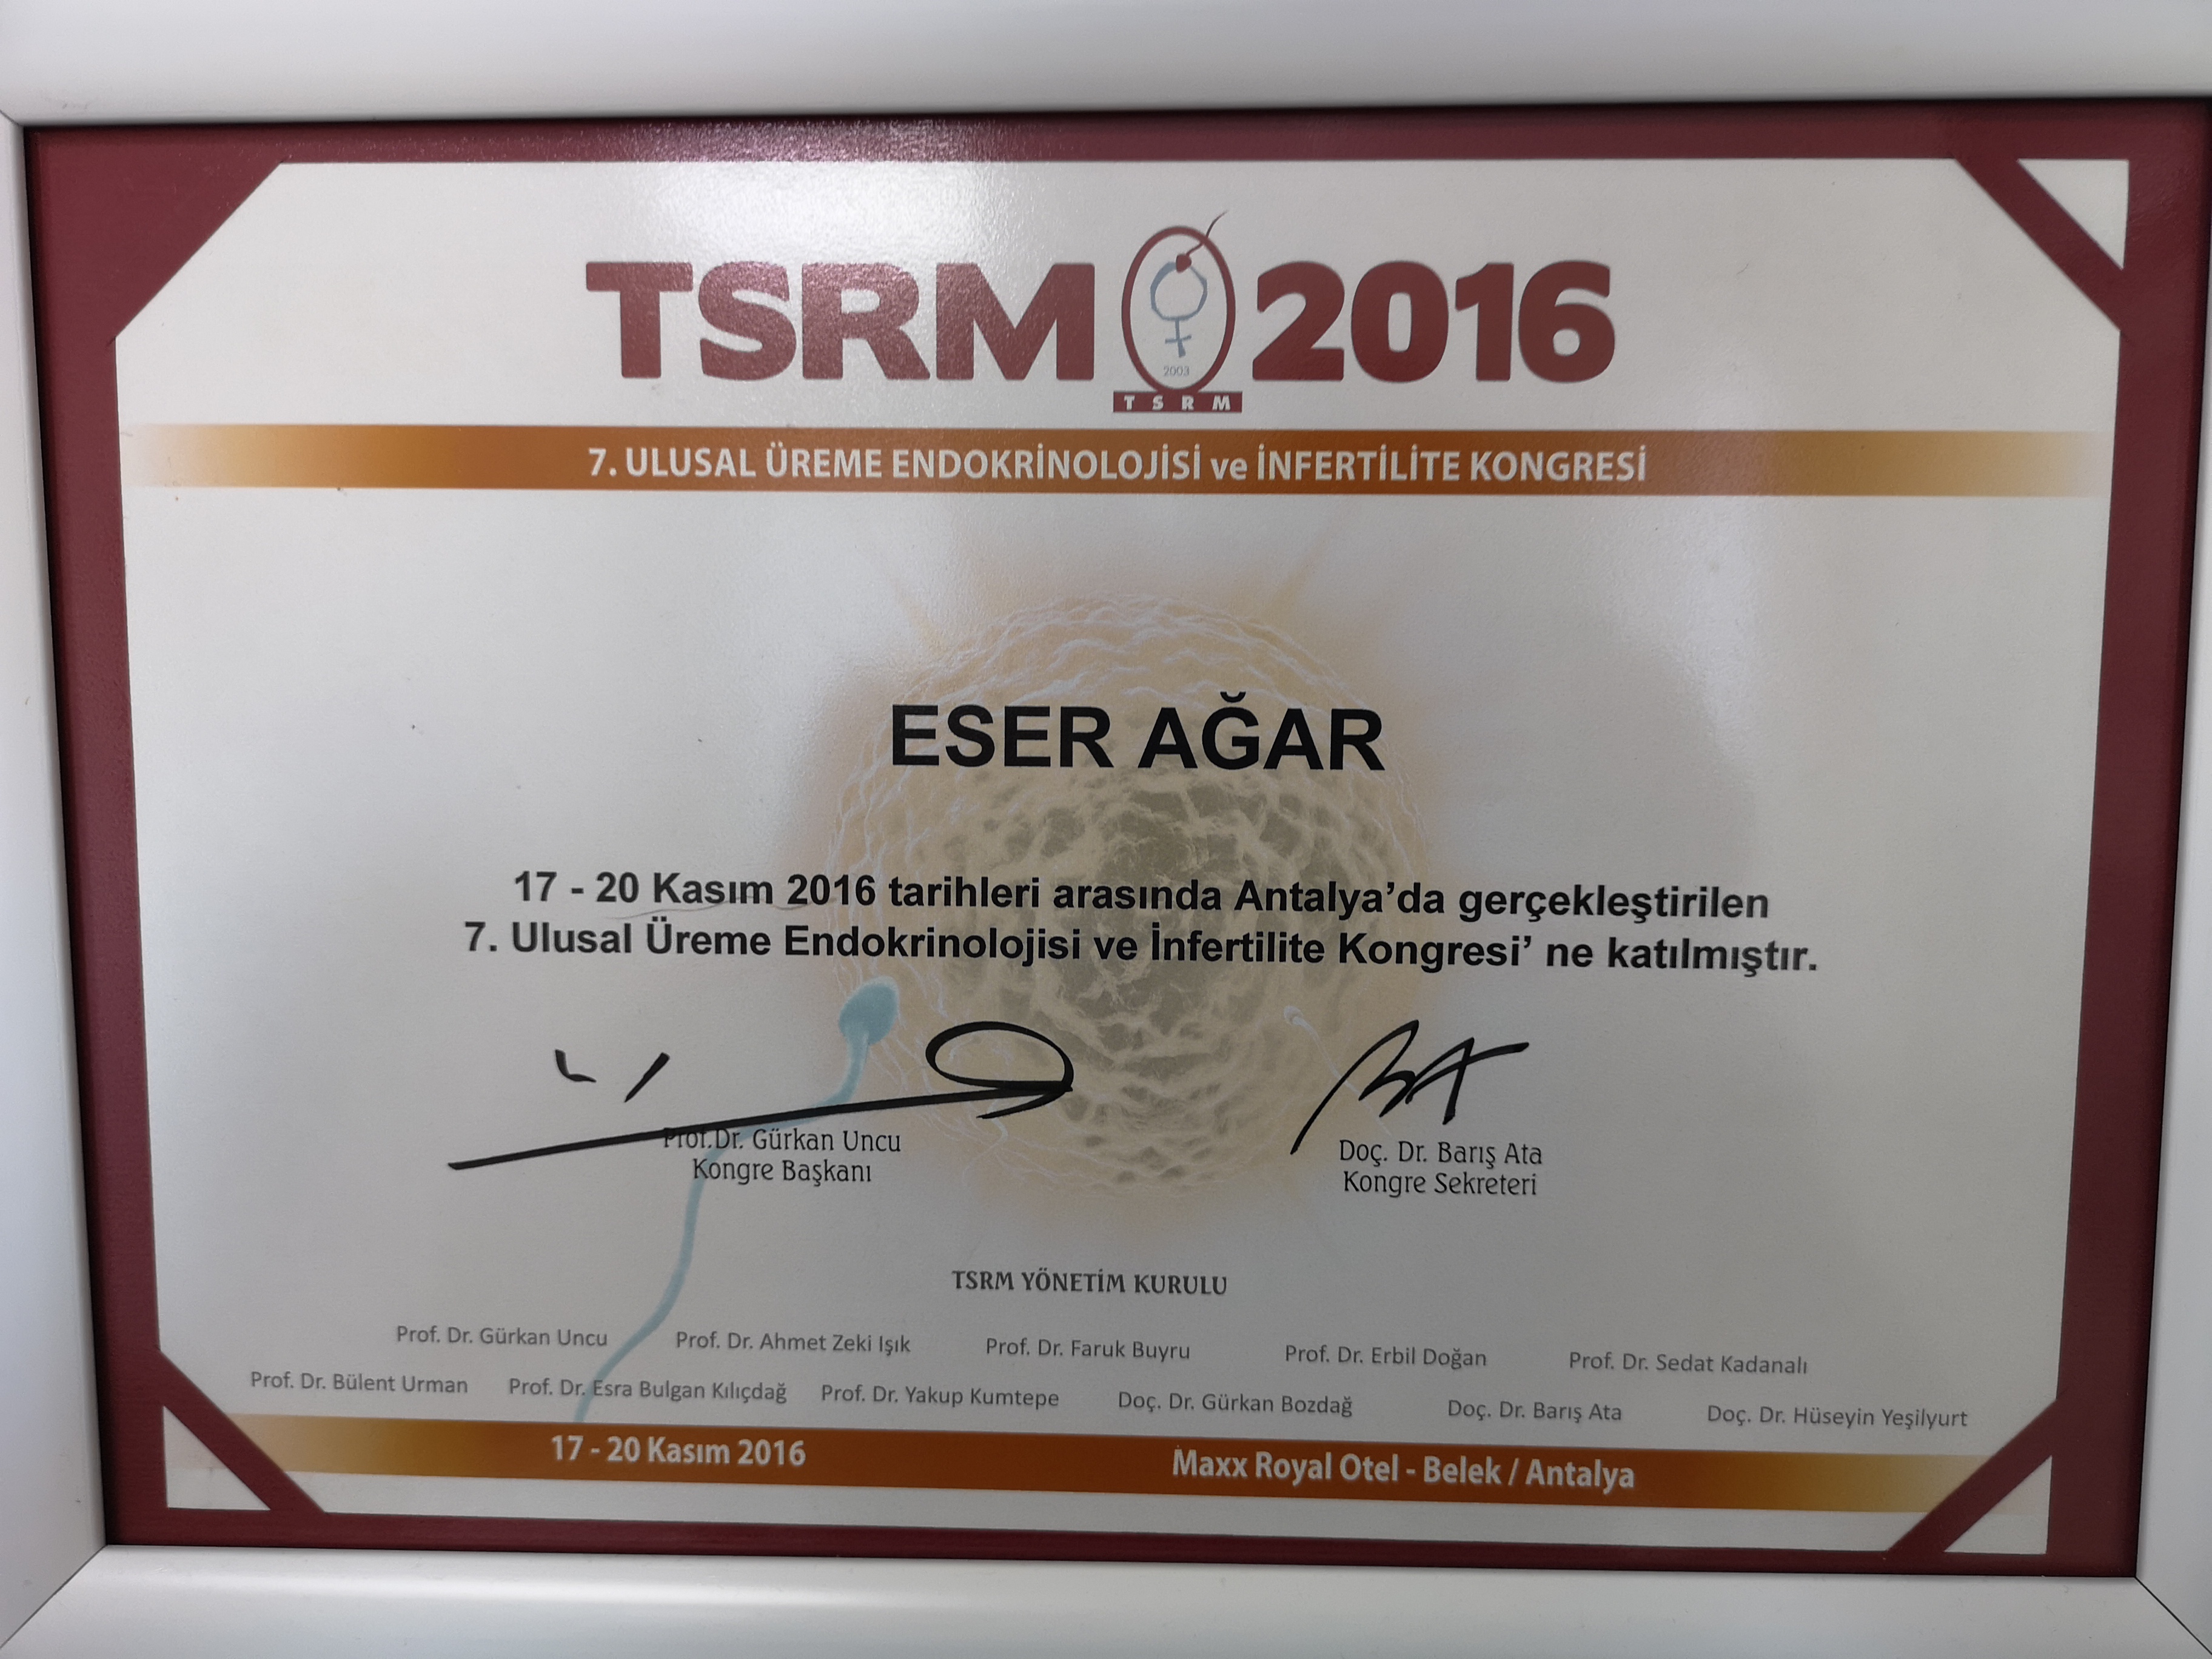 TSRM 2016
2003
TSRM
7. ULUSAL ÜREME ENDOKRİNOLOJİSİ ve İNFERTİLİTE KONGRESİ
ESER AĞAR
17 - 20 Kasım 2016 tarihleri arasında Antalya'da gerçekleştirilen
7. Ulusal Üreme Endokrinolojisi ve İnfertilite Kongresi' ne katılmıştır.
Prof.Dr. Gürkan Uncu
Kongre Başkanı
Doç. Dr. Barış Ata
Kongre Sekreteri
TSRM YÖNETİM KURULU
Prof. Dr. Gürkan Uncu Prof. Dr. Ahmet Zeki Işık Prof. Dr. Faruk Buyru Prof. Dr. Erbil Doğan Prof. Dr. Sedat Kadanalı
Prof. Dr. Bülent Urman Prof. Dr. Esra Bulgan Kılıçdağ Prof. Dr. Yakup Kumtepe Doç. Dr. Gürkan Bozdağ Doç. Dr. Barış Ata Doç. Dr. Hüseyin Yeşilyurt
17 - 20 Kasım 2016 Maxx Royal Otel - Belek / Antalya